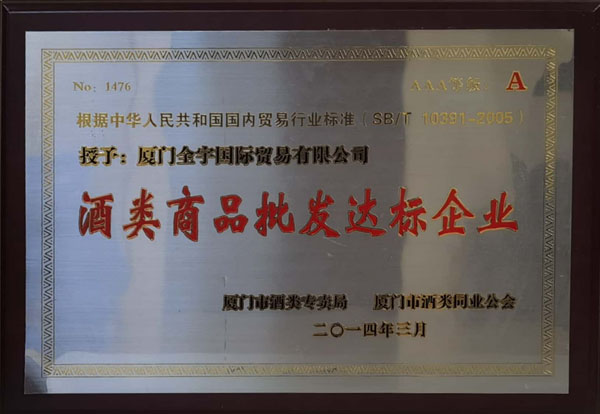 No: 1476
AAA等级 A
根据中华人民共和国国内贸易行业标准（SB/T 10391-2005）
授予：厦门全宇国际贸易有限公司
酒类商品批发达标企业
厦门市酒类专卖局 厦门市酒类同业公会
二〇一四年三月